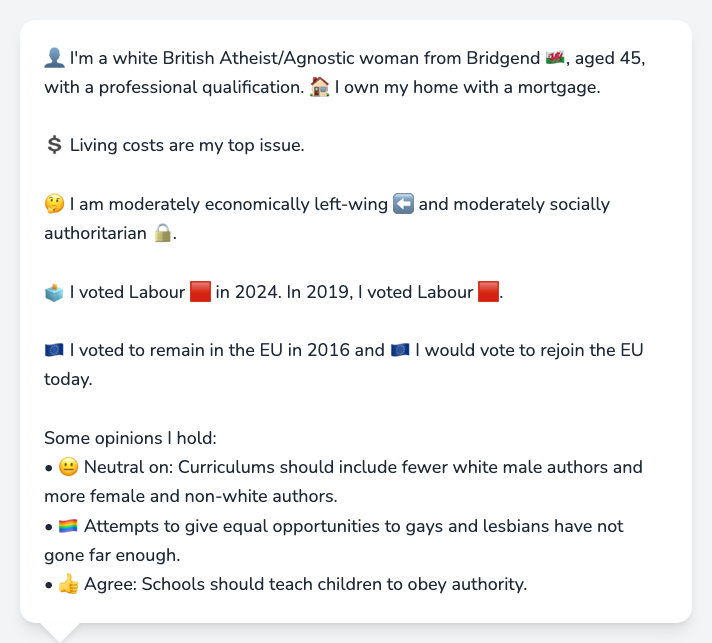 👤 I'm a white British Atheist/Agnostic woman from Bridgend 🏴󠁧󠁢󠁷󠁬󠁳󠁿, aged 45,
with a professional qualification. 🏠 I own my home with a mortgage.
💲 Living costs are my top issue.
🤔 I am moderately economically left-wing ⬅️ and moderately socially
authoritarian 🔒.
🗳️ I voted Labour 🟥 in 2024. In 2019, I voted Labour 🟥.
🇪🇺 I voted to remain in the EU in 2016 and 🇪🇺 I would vote to rejoin the EU
today.
Some opinions I hold:
• 😐 Neutral on: Curriculums should include fewer white male authors and
more female and non-white authors.
• 🏳️‍🌈 Attempts to give equal opportunities to gays and lesbians have not
gone far enough.
• 👍 Agree: Schools should teach children to obey authority.